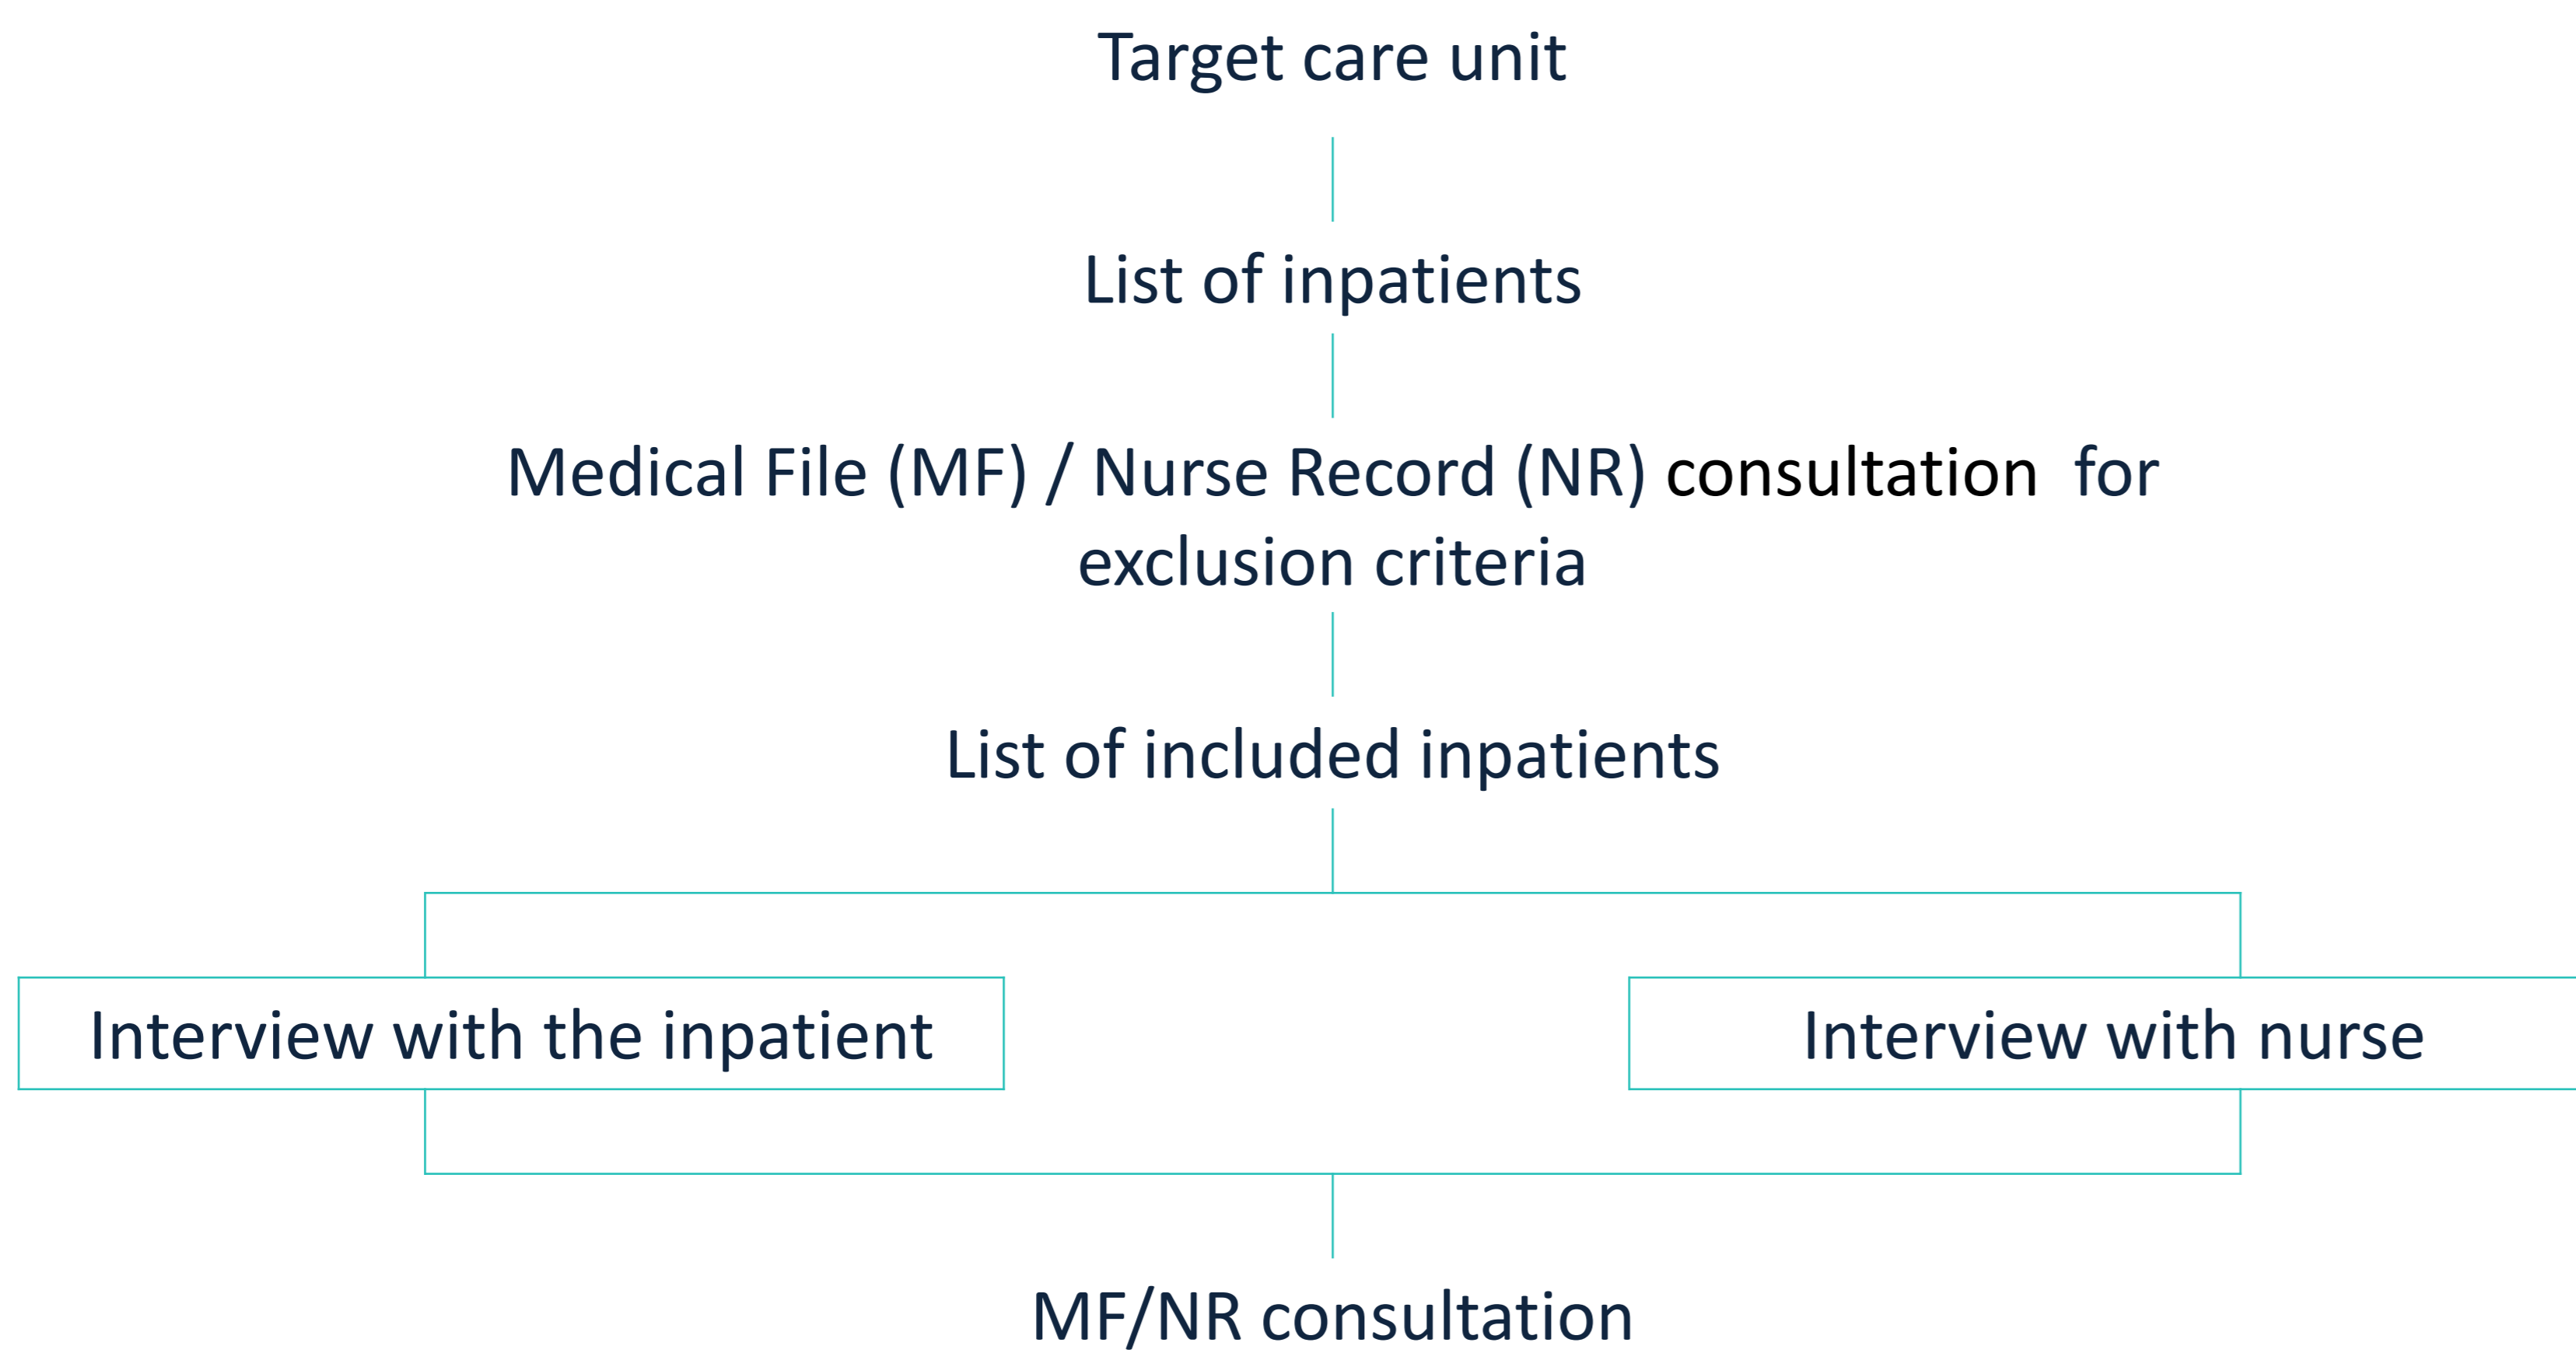 Target care unit
List of inpatients
Medical File (MF) / Nurse Record (NR) consultation for
exclusion criteria
List of included inpatients
Interview with the inpatient
Interview with nurse
MF/NR consultation